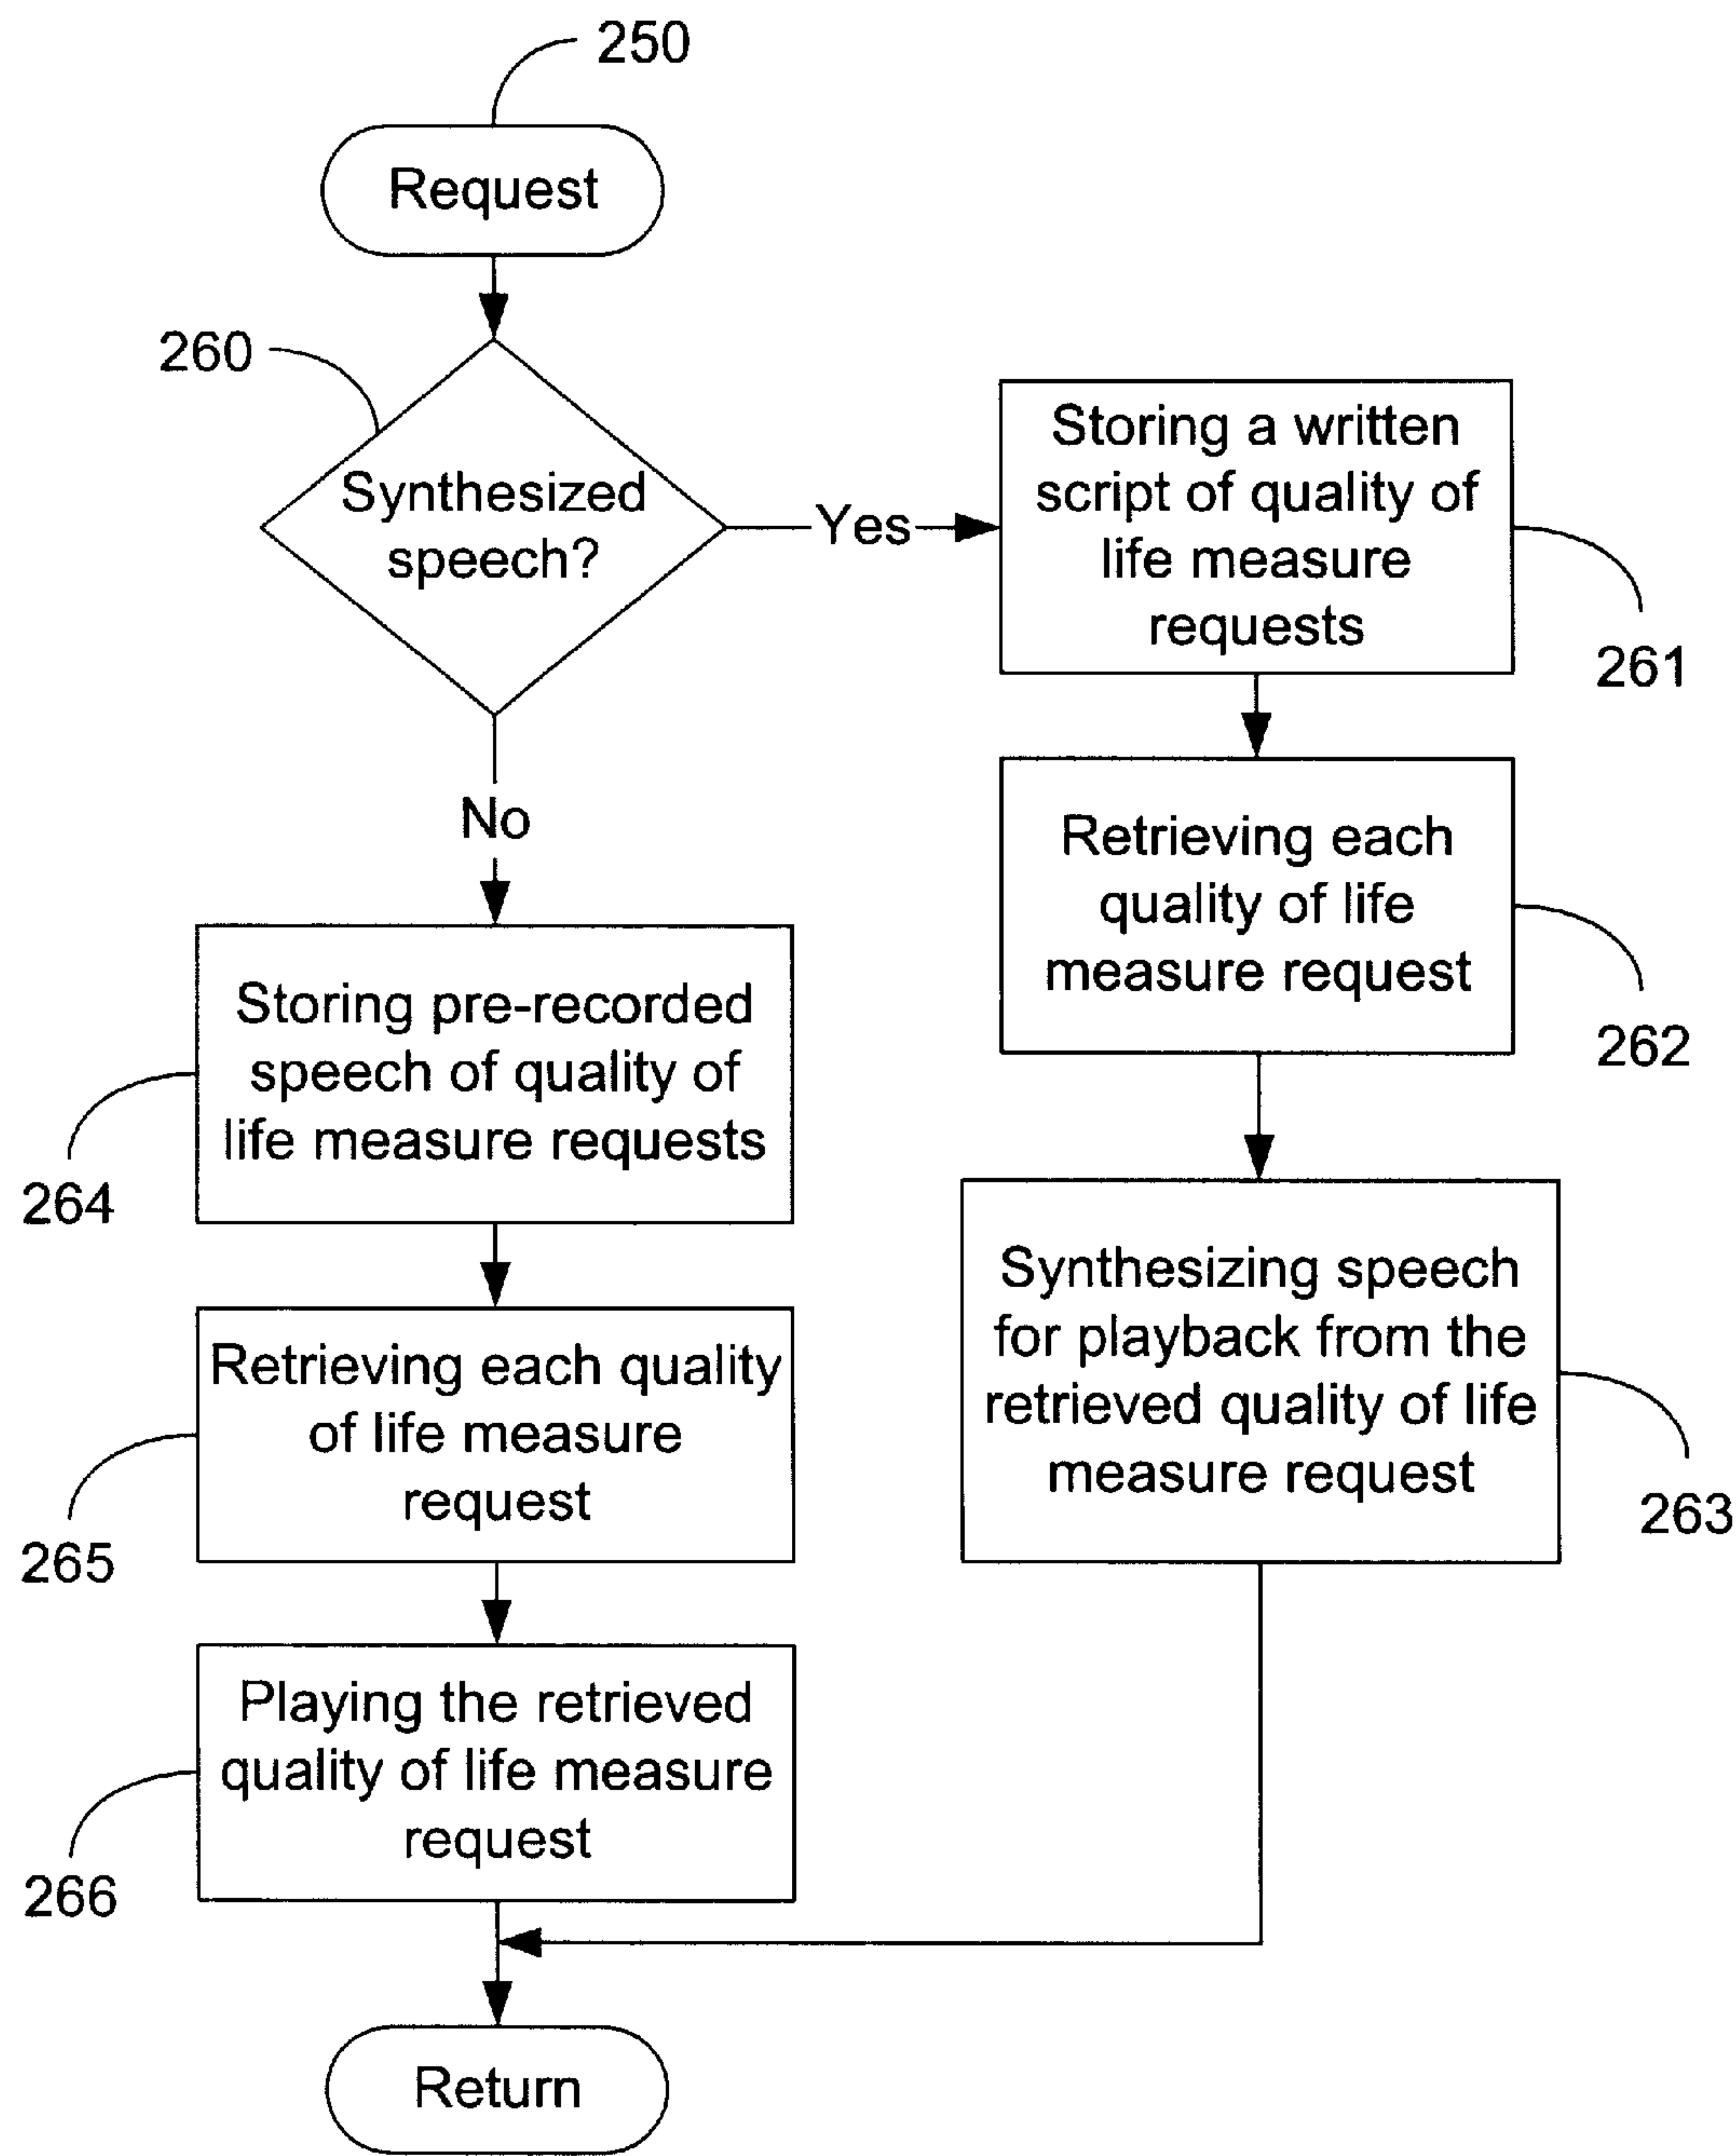 250
Request
260
Synthesized
speech?
Yes
Storing a written
script of quality of
life measure
requests
261
No
Retrieving each
quality of life
measure request
262
Storing pre-recorded
speech of quality of
life measure requests
264
Synthesizing speech
for playback from the
retrieved quality of life
measure request
263
Retrieving each quality
of life measure
request
265
Playing the retrieved
quality of life measure
request
266
Return